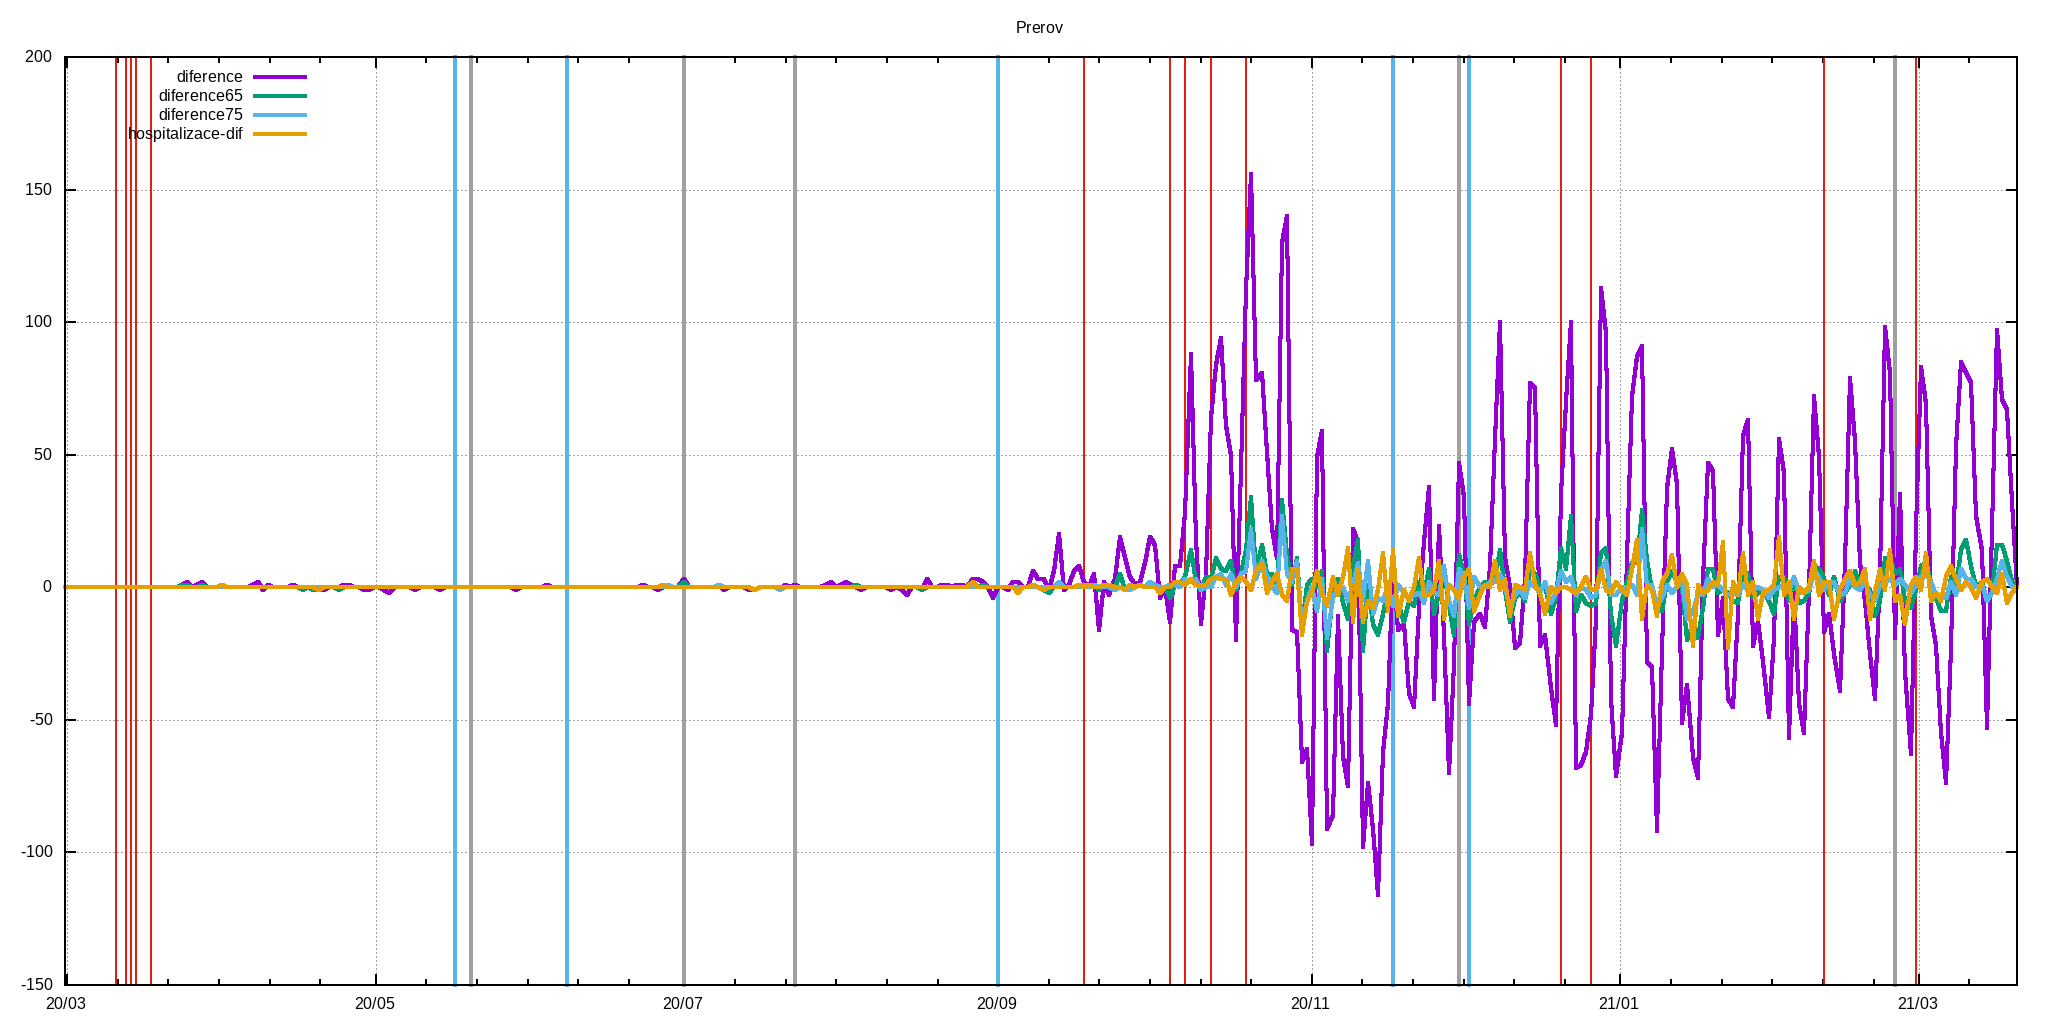 Prerov
200
diference
diference65
diference75
hospitalizace-dif
150
100
50
0
-50
-100
-150
20/03 20/05 20/07 20/09 20/11 21/01 21/03